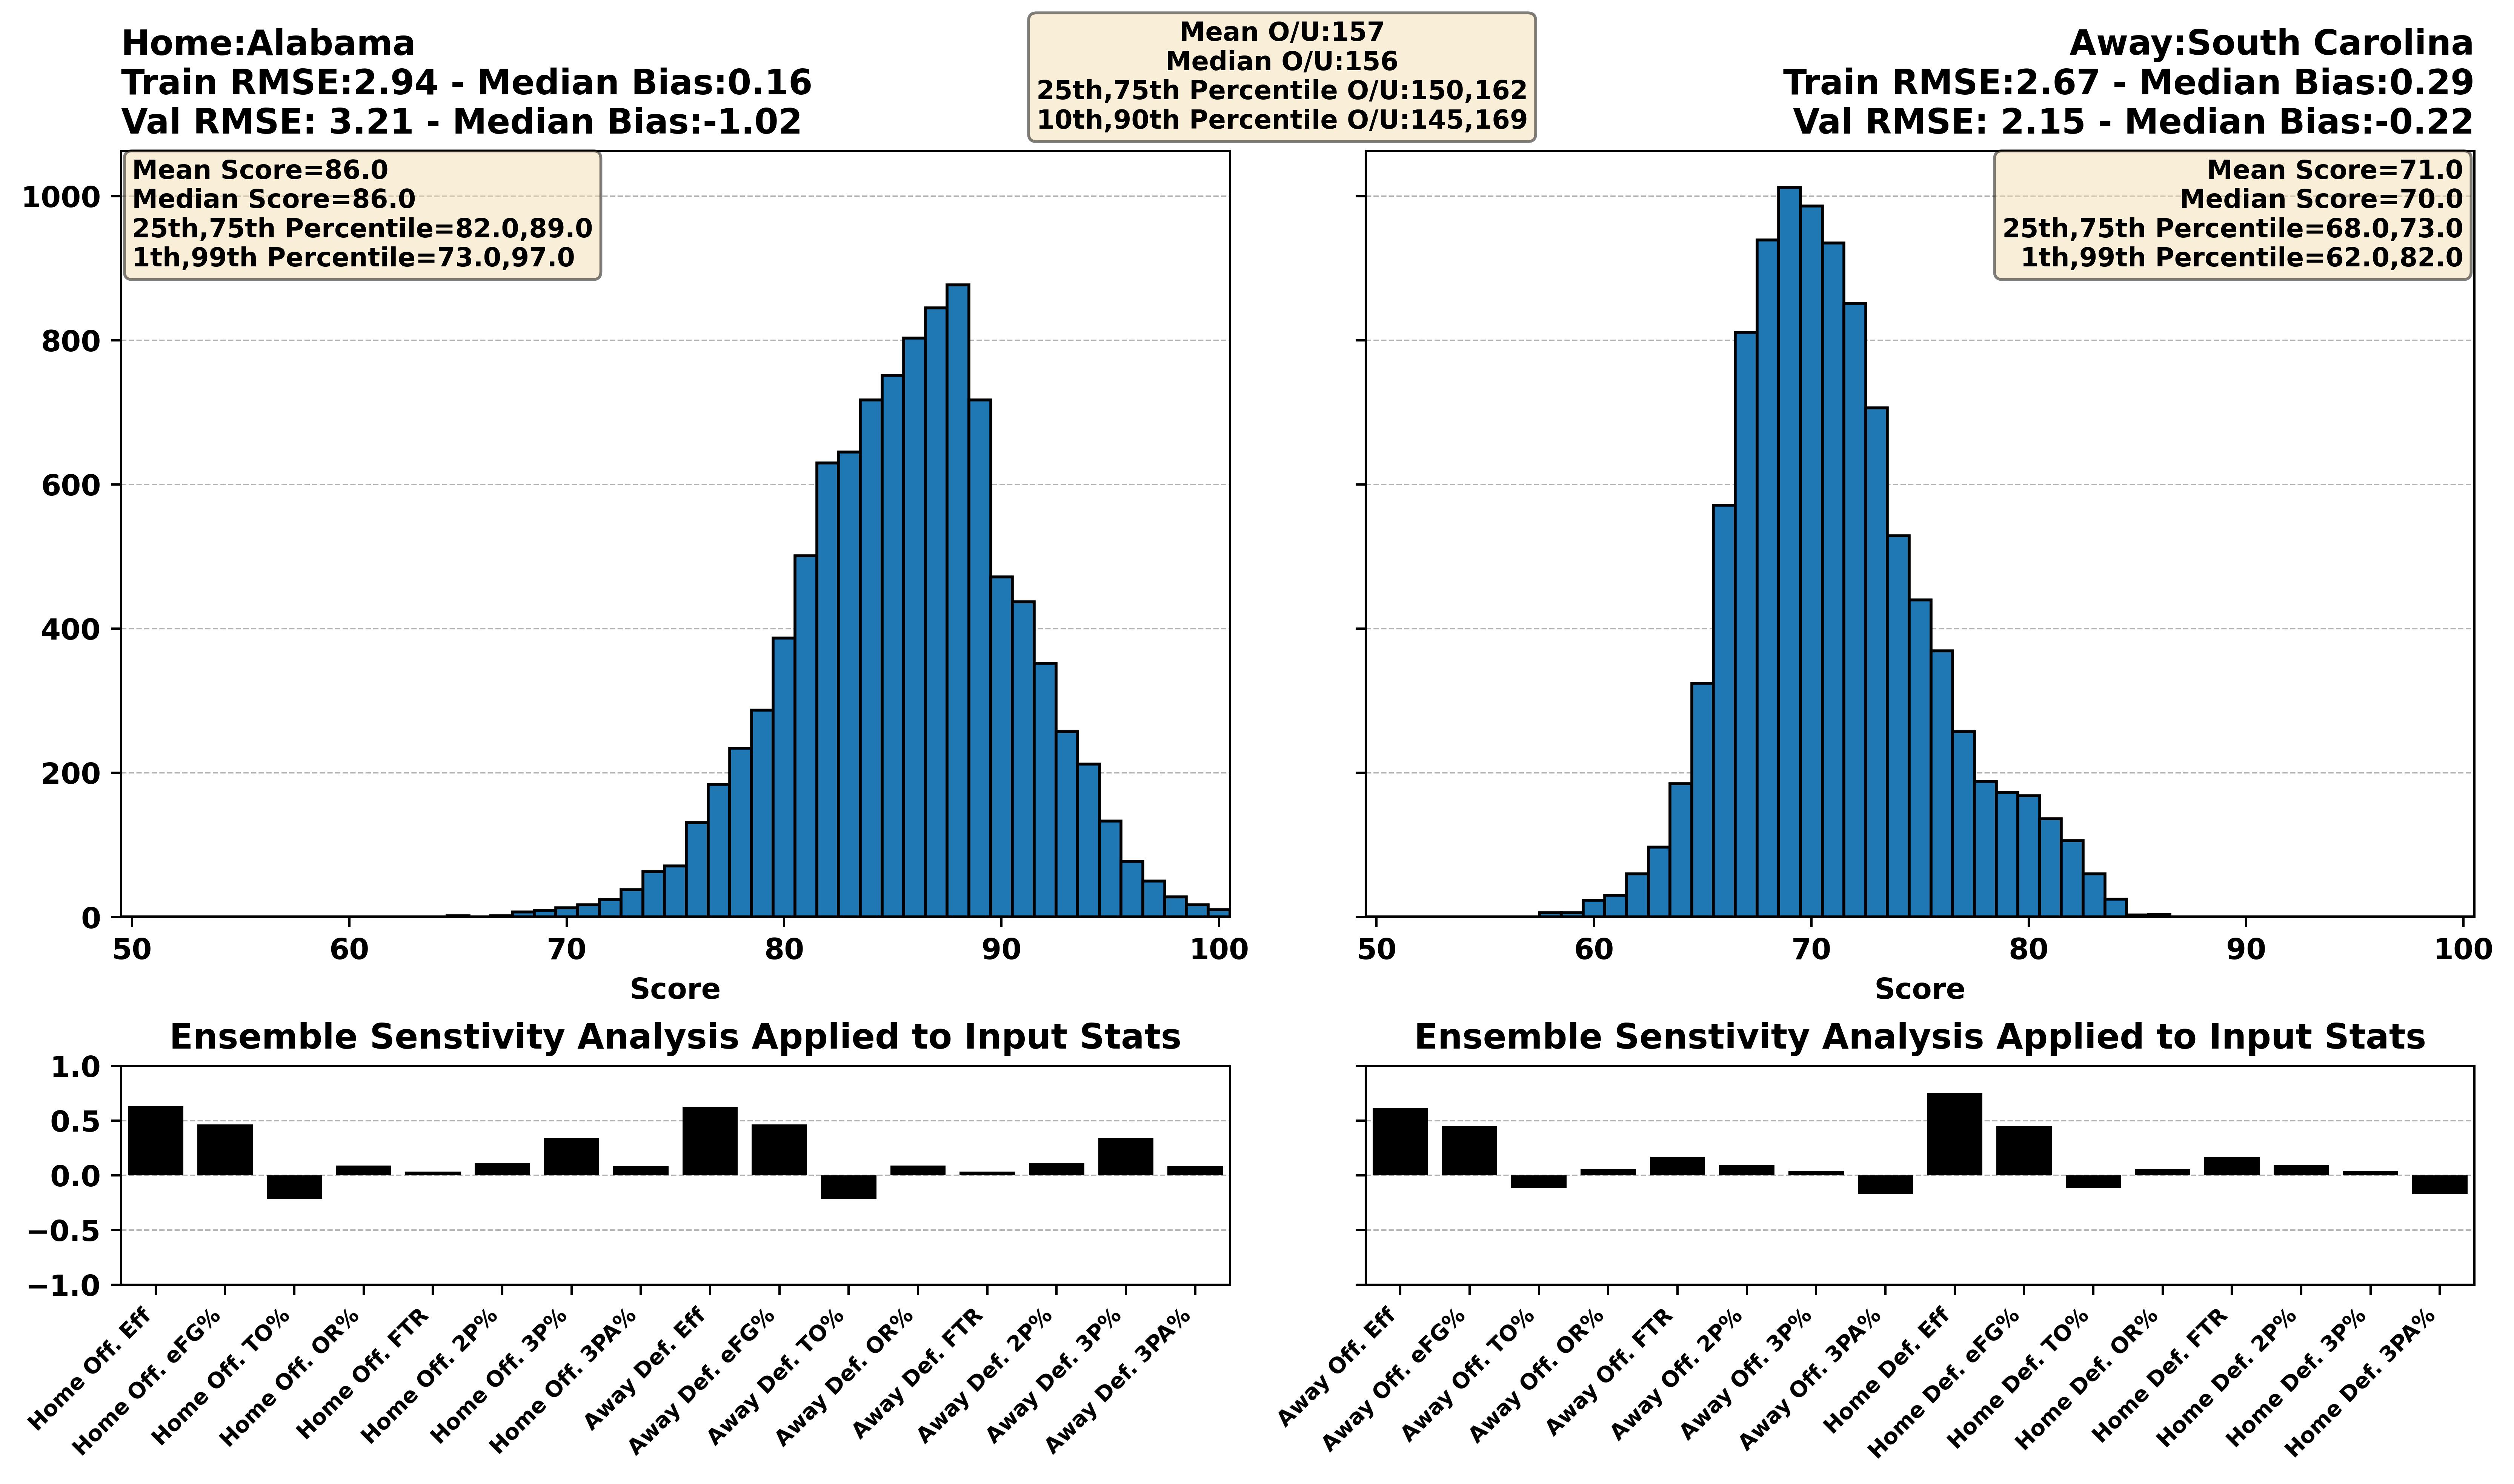 Home:Alabama
Train RMSE:2.94 - Median Bias:0.16
Val RMSE: 3.21 - Median Bias:-1.02
Mean O/U:157
Median O/U:156
25th,75th Percentile O/U:150,162
10th,90th Percentile O/U:145,169
Away:South Carolina
Train RMSE:2.67 - Median Bias:0.29
Val RMSE: 2.15 - Median Bias:-0.22
Mean Score=86.0
Median Score=86.0
25th,75th Percentile=82.0,89.0
1th,99th Percentile=73.0,97.0
1000
800
600
400
200
0
50 60 70 80 90 100
Score
Mean Score=71.0
Median Score=70.0
25th,75th Percentile=68.0,73.0
1th,99th Percentile=62.0,82.0
50 60 70 80 90 100
Score
Ensemble Senstivity Analysis Applied to Input Stats
1.0
0.5
0.0
−0.5
−1.0
Home Off. Eff
Home Off. eFG%
Home Off. TO%
Home Off. OR%
Home Off. FTR
Home Off. 2P%
Home Off. 3P%
Home Off. 3PA%
Away Def. Eff
Away Def. eFG%
Away Def. TO%
Away Def. OR%
Away Def. FTR
Away Def. 2P%
Away Def. 3P%
Away Def. 3PA%
Ensemble Senstivity Analysis Applied to Input Stats
Away Off. Eff
Away Off. eFG%
Away Off. TO%
Away Off. OR%
Away Off. FTR
Away Off. 2P%
Away Off. 3P%
Away Off. 3PA%
Home Def. Eff
Home Def. eFG%
Home Def. TO%
Home Def. OR%
Home Def. FTR
Home Def. 2P%
Home Def. 3P%
Home Def. 3PA%